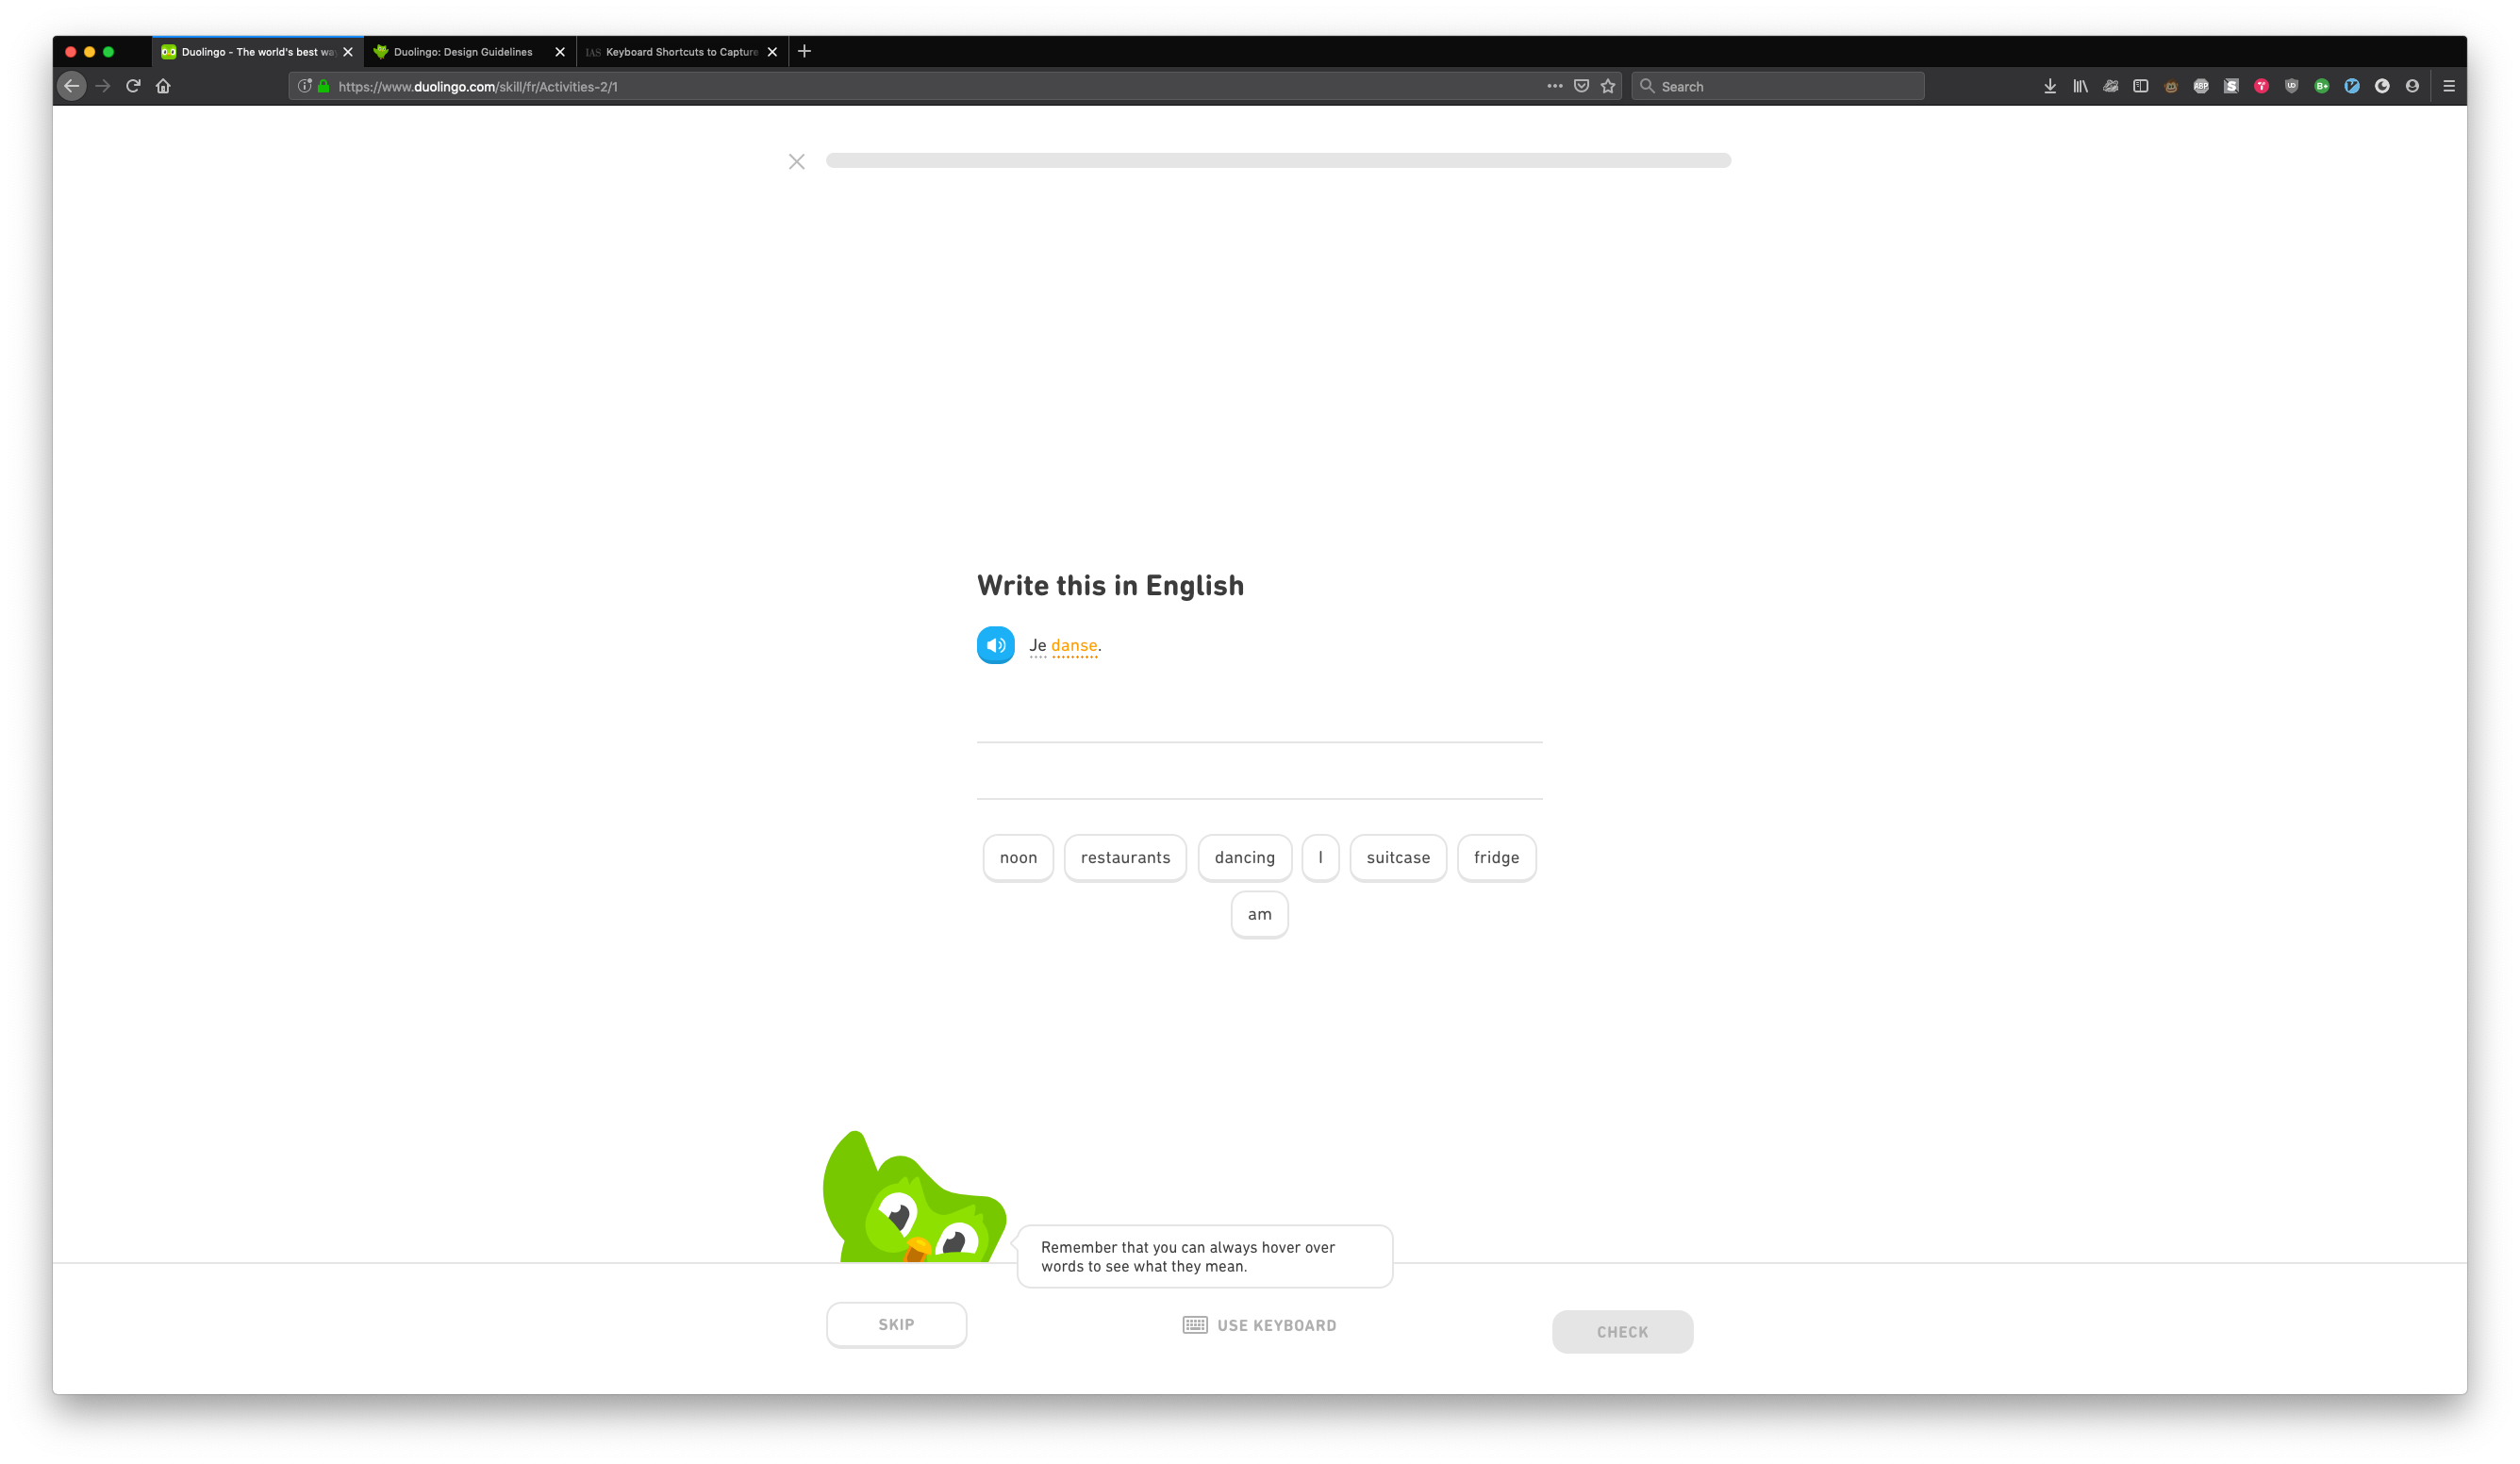 Duolingo - The world's best wa
Duolingo: Design Guidelines
IAS Keyboard Shortcuts to Capture
https://www.duolingo.com/skill/fr/Activities-2/1
Search
Write this in English
Je danse.
noon restaurants dancing I suitcase fridge
am
Remember that you can always hover over
words to see what they mean.
SKIP
USE KEYBOARD
CHECK